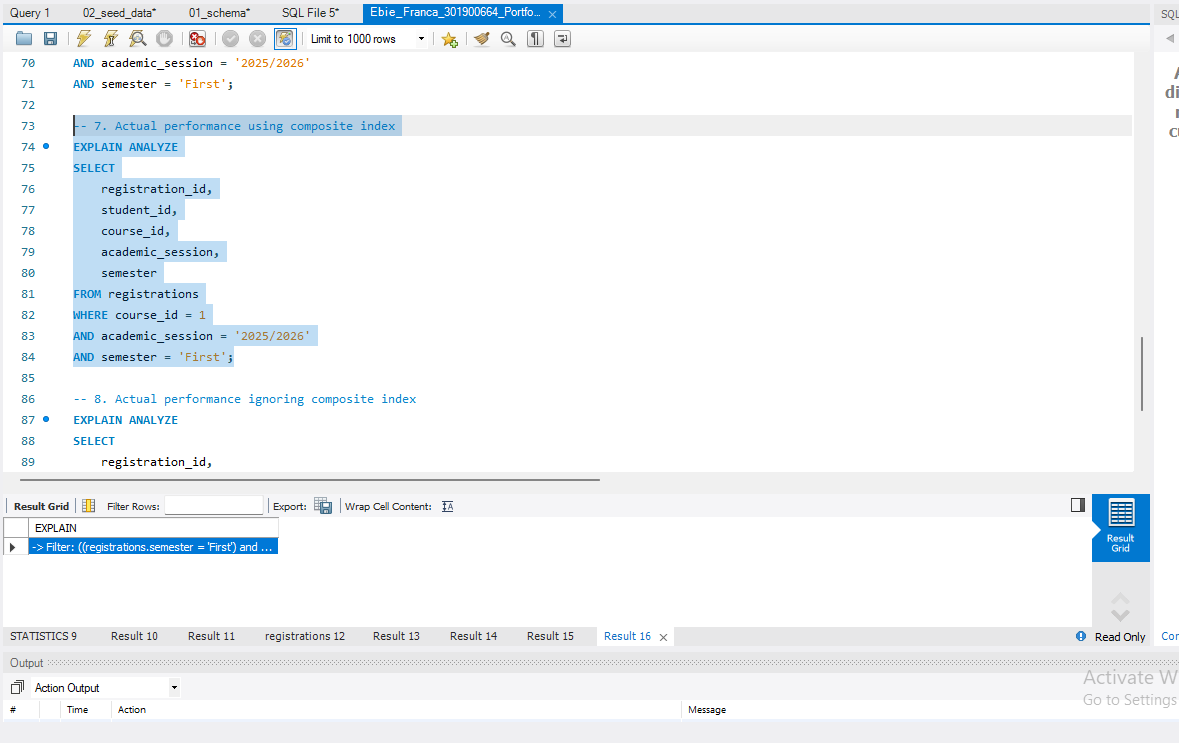 Query 1 02_seed_data* 01_schema* SQL File 5* Ebie_Franca_301900664_Portfo...
SQL
Limit to 1000 rows
70 AND academic_session = '2025/2026'
71 AND semester = 'First';
72
73 -- 7. Actual performance using composite index
74 EXPLAIN ANALYZE
75 SELECT
76 registration_id,
77 student_id,
78 course_id,
79 academic_session,
80 semester
81 FROM registrations
82 WHERE course_id = 1
83 AND academic_session = '2025/2026'
84 AND semester = 'First';
85
86 -- 8. Actual performance ignoring composite index
87 EXPLAIN ANALYZE
88 SELECT
89 registration_id,
Result Grid Filter Rows: Export: Wrap Cell Content:
EXPLAIN
-> Filter: ((registrations.semester = 'First') and ...
Result
Grid
STATISTICS 9 Result 10 Result 11 registrations 12 Result 13 Result 14 Result 15 Result 16 Read Only
Output
Action Output
# Time Action Message
Activate W
Go to Settings